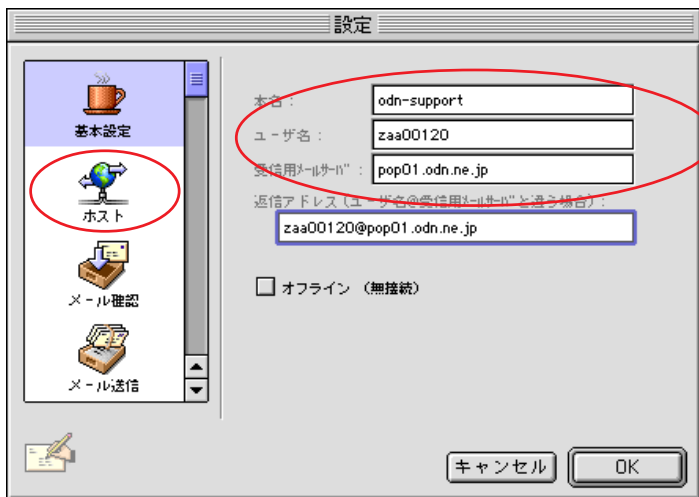 設定
基本設定
ホスト
メール確認
メール送信
本名：
odn-support
ユーザ名：
zaa00120
受信用ﾒｰﾙｻｰﾊﾞ：
pop01.odn.ne.jp
返信アドレス（ユーザ名@受信用ﾒｰﾙｻｰﾊﾞと違う場合）：
zaa00120@pop01.odn.ne.jp
オフライン （無接続）
キャンセル
OK